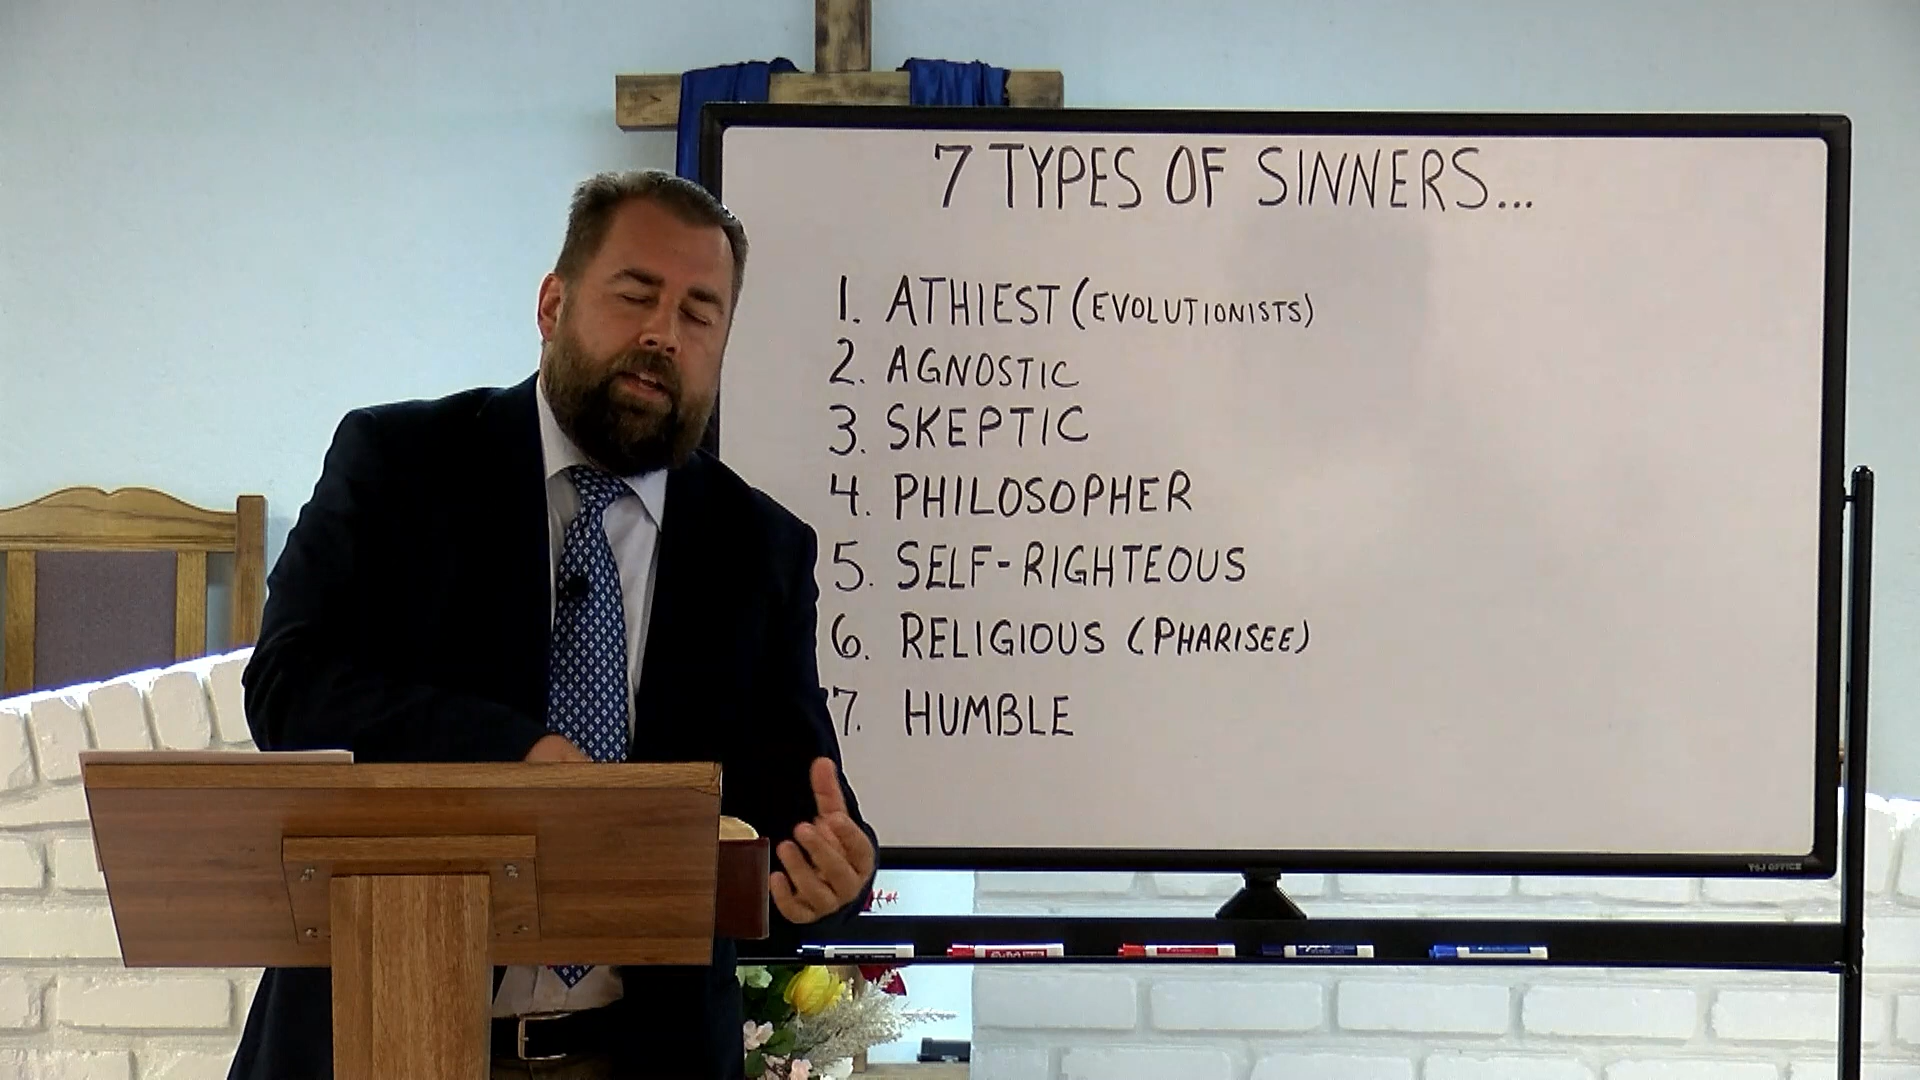 7 TYPES OF SINNERS...
1. ATHIEST (EVOLUTIONISTS)
2. AGNOSTIC
3. SKEPTIC
4. PHILOSOPHER
5. SELF-RIGHTEOUS
6. RELIGIOUS (PHARISEE)
7. HUMBLE